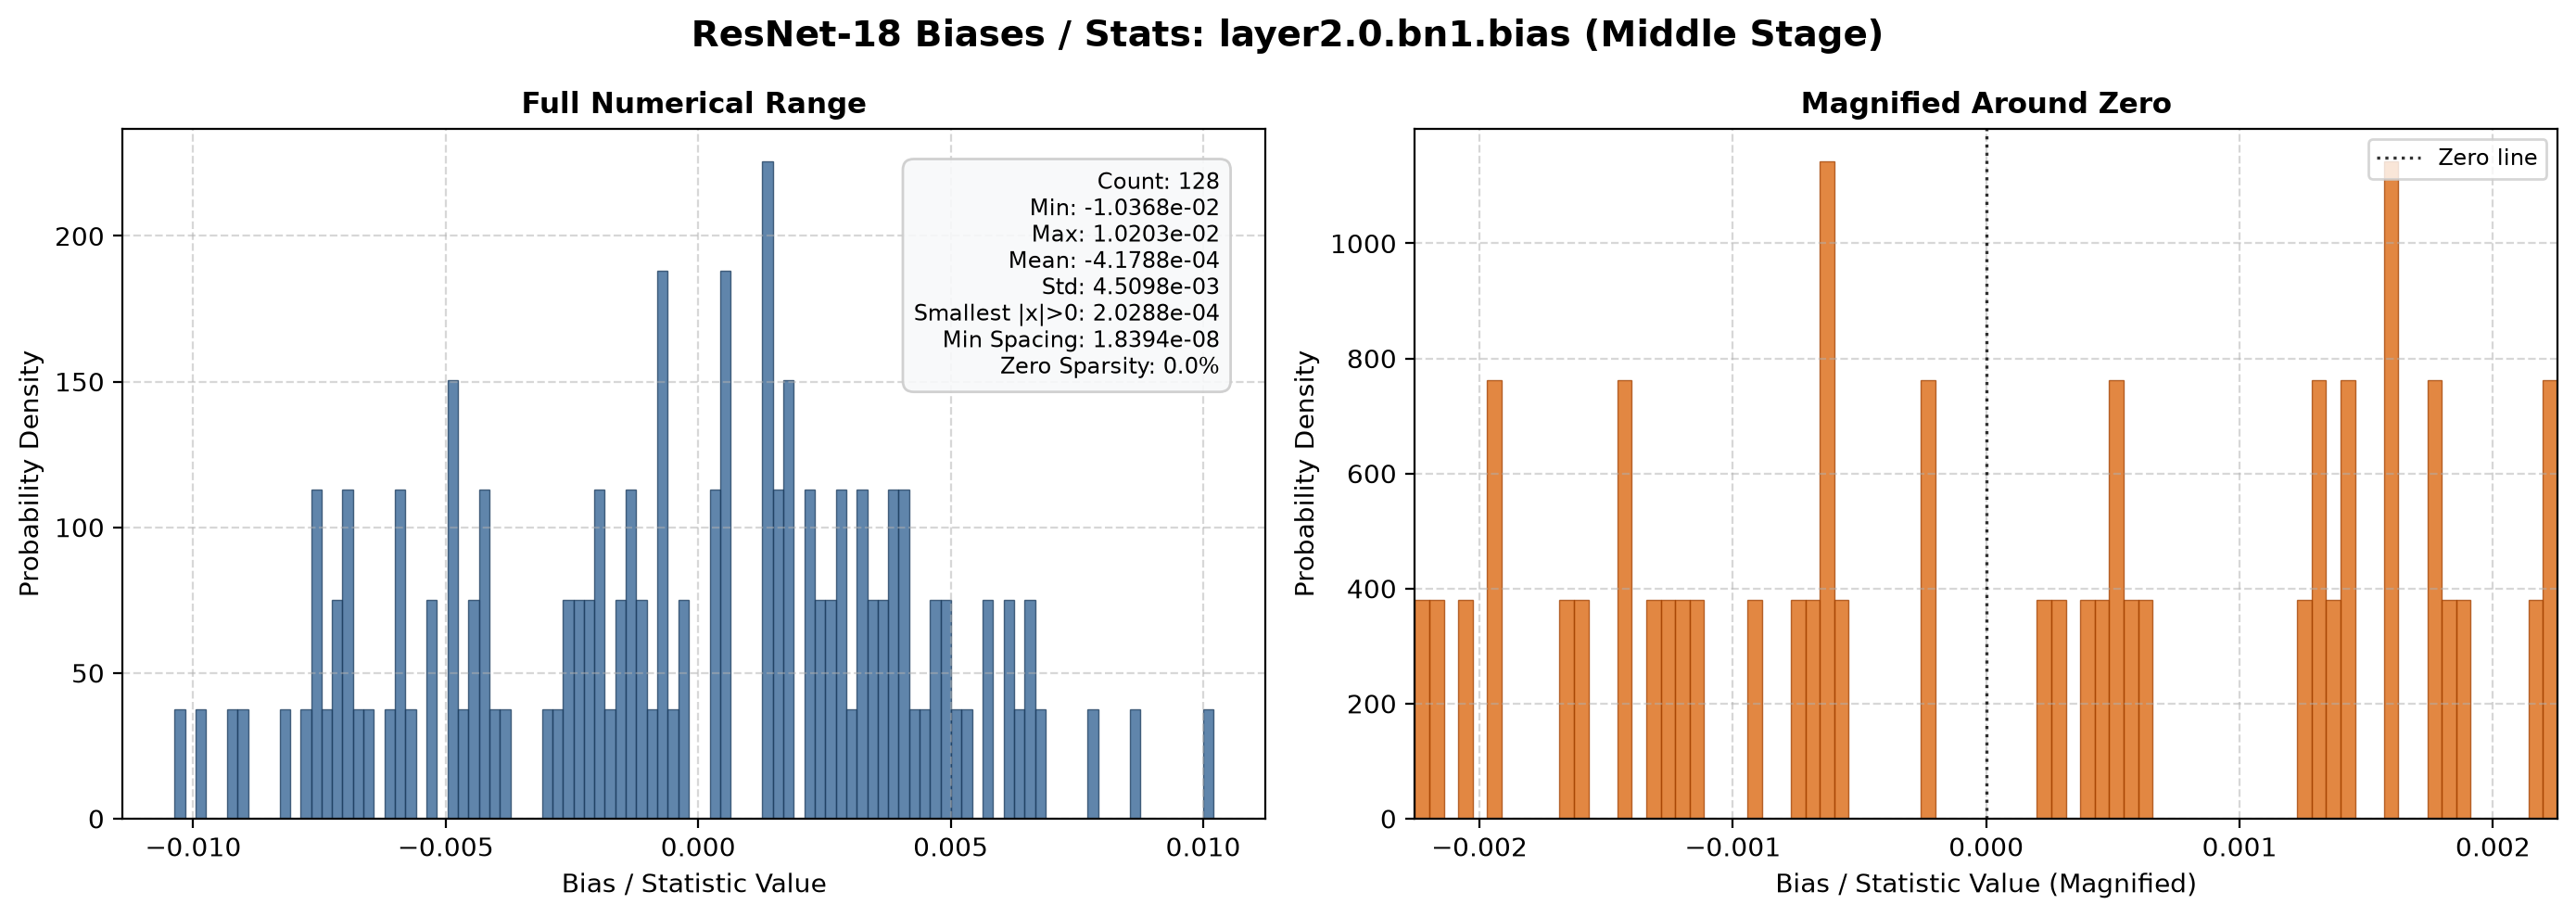 ResNet-18 Biases / Stats: layer2.0.bn1.bias (Middle Stage)
Full Numerical Range
Probability Density
200
150
100
50
0
Count: 128
Min: -1.0368e-02
Max: 1.0203e-02
Mean: -4.1788e-04
Std: 4.5098e-03
Smallest |x|>0: 2.0288e-04
Min Spacing: 1.8394e-08
Zero Sparsity: 0.0%
−0.010 −0.005 0.000 0.005 0.010
Bias / Statistic Value
Magnified Around Zero
Probability Density
1000
800
600
400
200
0
Zero line
−0.002 −0.001 0.000 0.001 0.002
Bias / Statistic Value (Magnified)